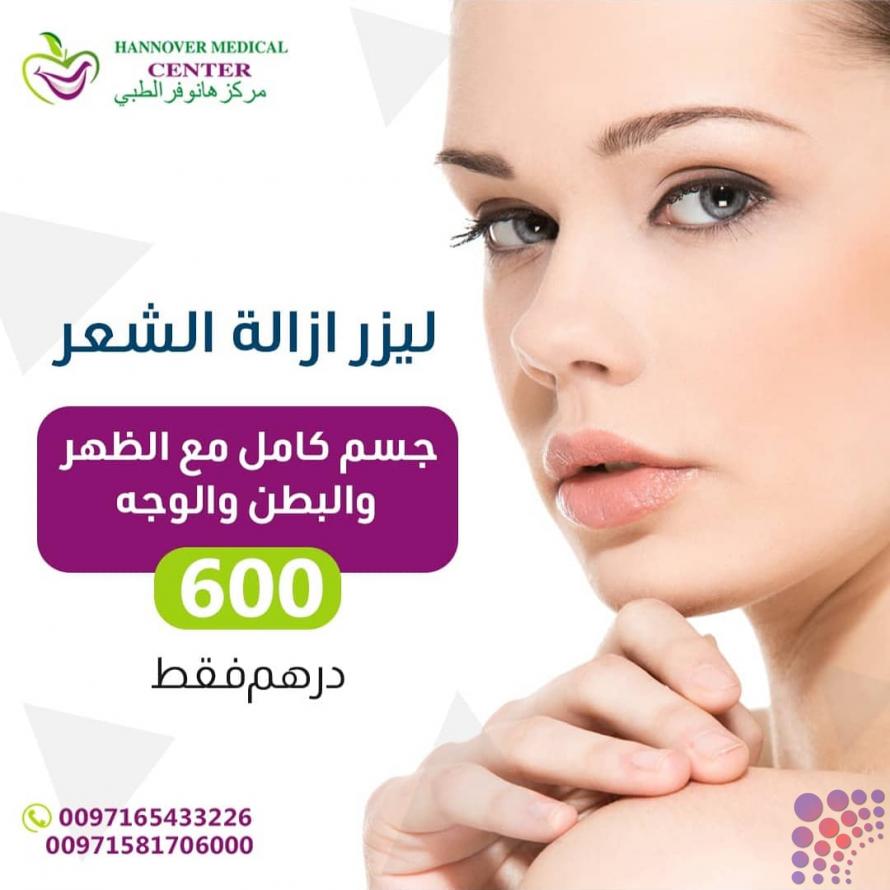 HANNOVER MEDICAL
CENTER
مركز هانوفر الطبي
ليزر ازالة الشعر
جسم كامل مع الظهر
والبطن والوجه
600
درهم فقط
0097165433226
00971581706000